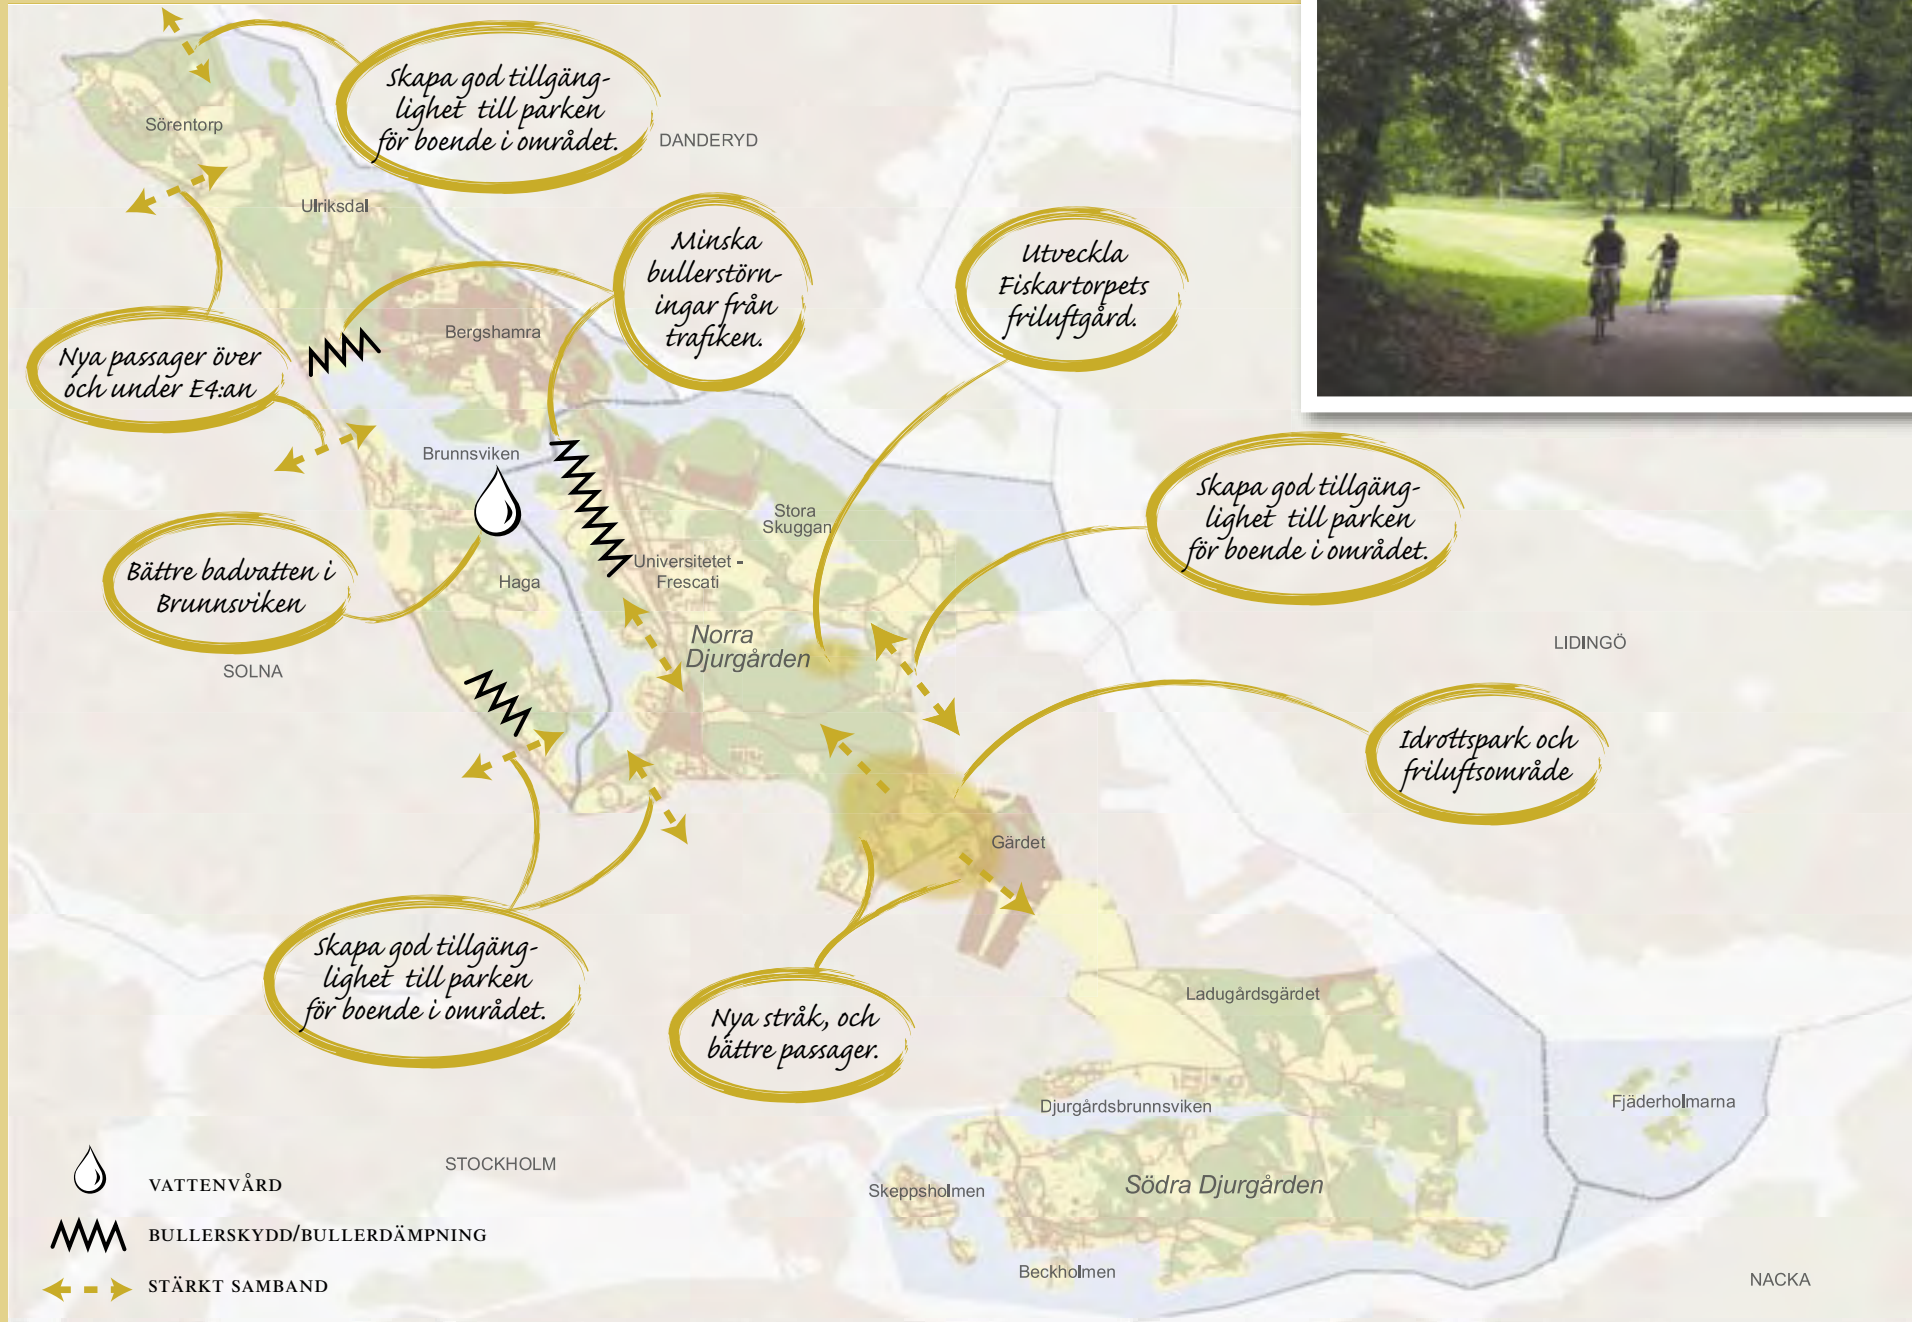 Skapa god tillgäng-
lighet till parken
för boende i området.
DANDERYD
Sörentorp
Ulriksdal
Minska
bullerstörn-
ingar från
trafiken.
Utveckla
Fiskartorpets
friluftgård.
Bergshamra
Nya passager över
och under E4:an
Brunnsviken
Skapa god tillgäng-
lighet till parken
för boende i området.
Stora
Skuggan
Universitetet -
Frescati
Haga
Bättre badvatten i
Brunnsviken
Norra
Djurgården
LIDINGÖ
SOLNA
Idrottspark och
friluftsområde
Gärdet
Skapa god tillgäng-
lighet till parken
för boende i området.
Nya stråk, och
bättre passager.
Ladugårdsgärdet
Djurgårdsbrunnsviken
Fjäderholmarna
STOCKHOLM
Skeppsholmen
Södra Djurgården
Beckholmen
NACKA
VATTENVÅRD
BULLERSKYDD/BULLERDÄMPNING
STÄRKT SAMBAND